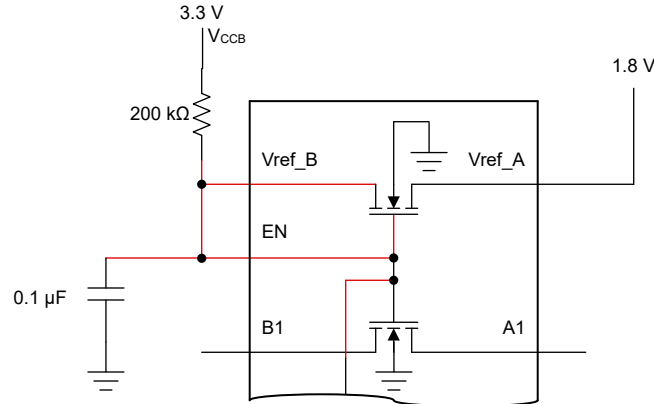 3.3 V
VCCB
1.8 V
200 kΩ
Vref_B
Vref_A
EN
0.1 µF
B1
A1